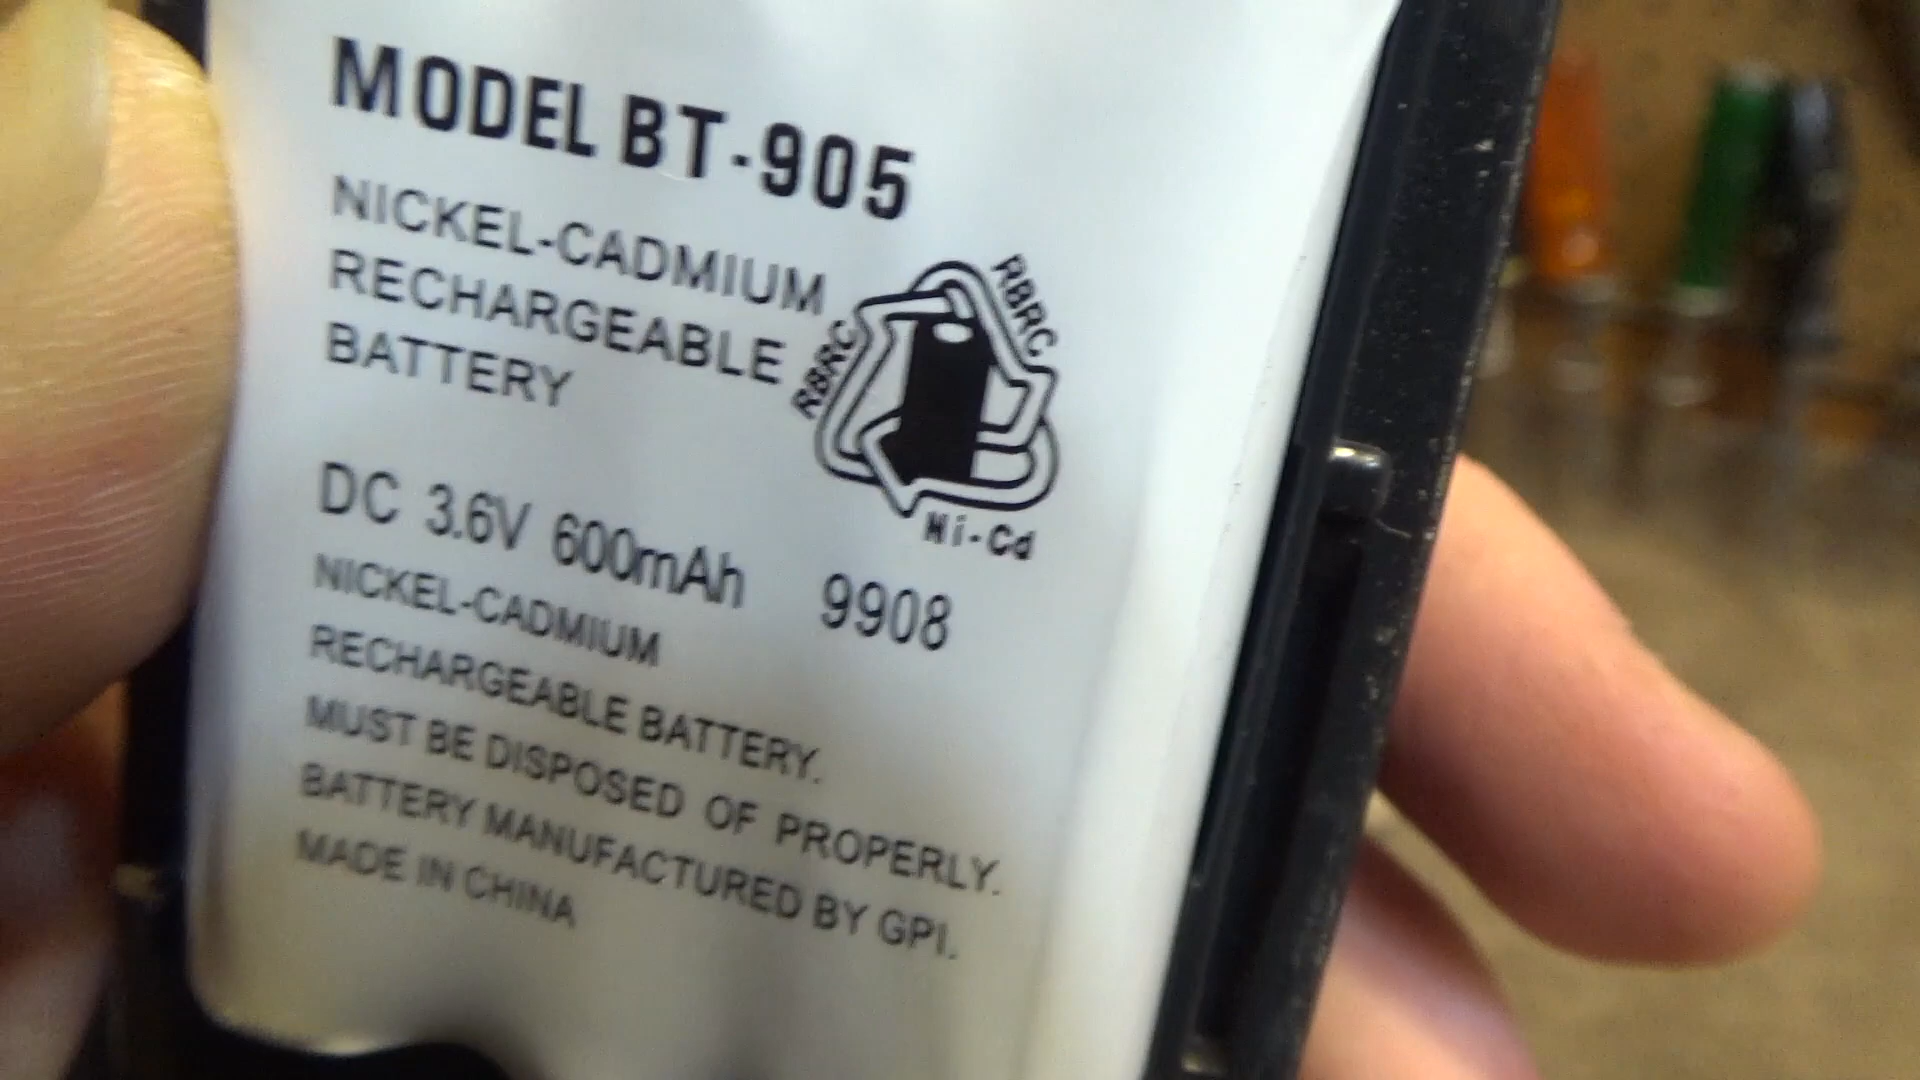 MODEL BT-905
NICKEL-CADMIUM
RECHARGEABLE
BATTERY
RBRC
RBRC
Ni-Cd
DC 3.6V 600mAh 9908
NICKEL-CADMIUM
RECHARGEABLE BATTERY.
MUST BE DISPOSED OF PROPERLY.
BATTERY MANUFACTURED BY GPI.
MADE IN CHINA